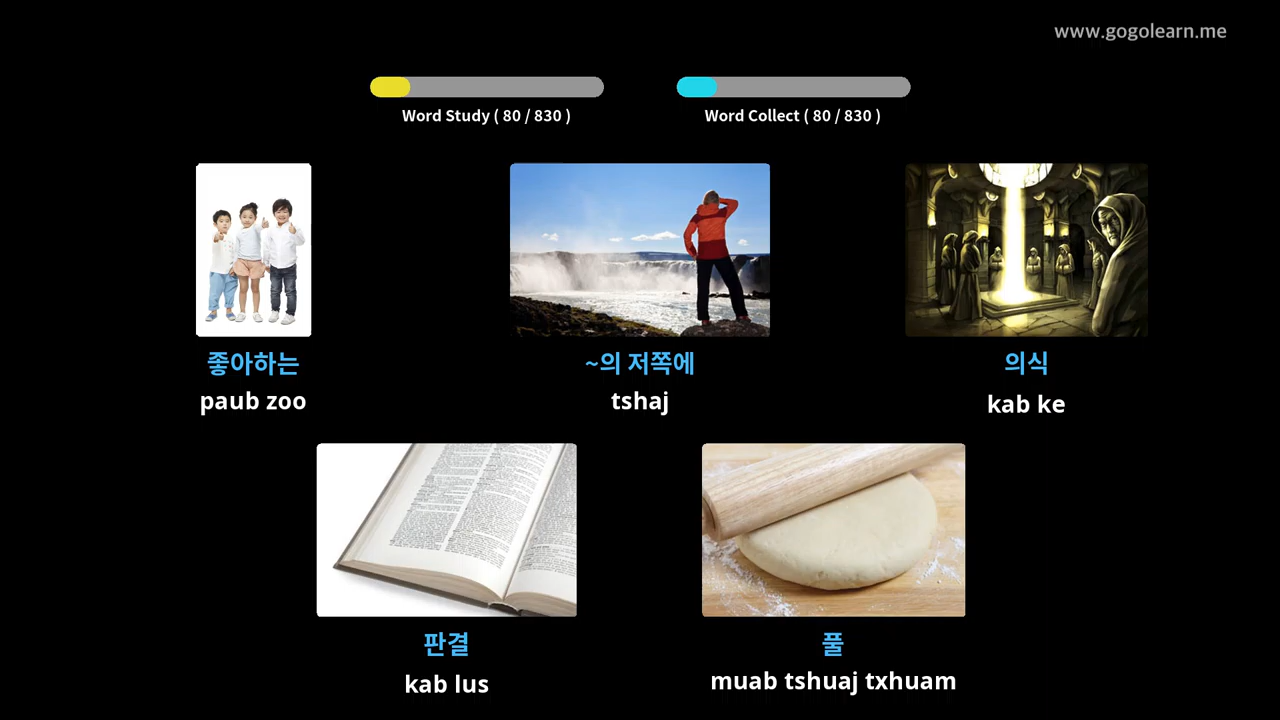 www.gogolearn.me
Word Study ( 80 / 830 )
Word Collect ( 80 / 830 )
좋아하는
paub zoo
~의 저쪽에
tshaj
의식
kab ke
판결
kab lus
풀
muab tshuaj txhuam